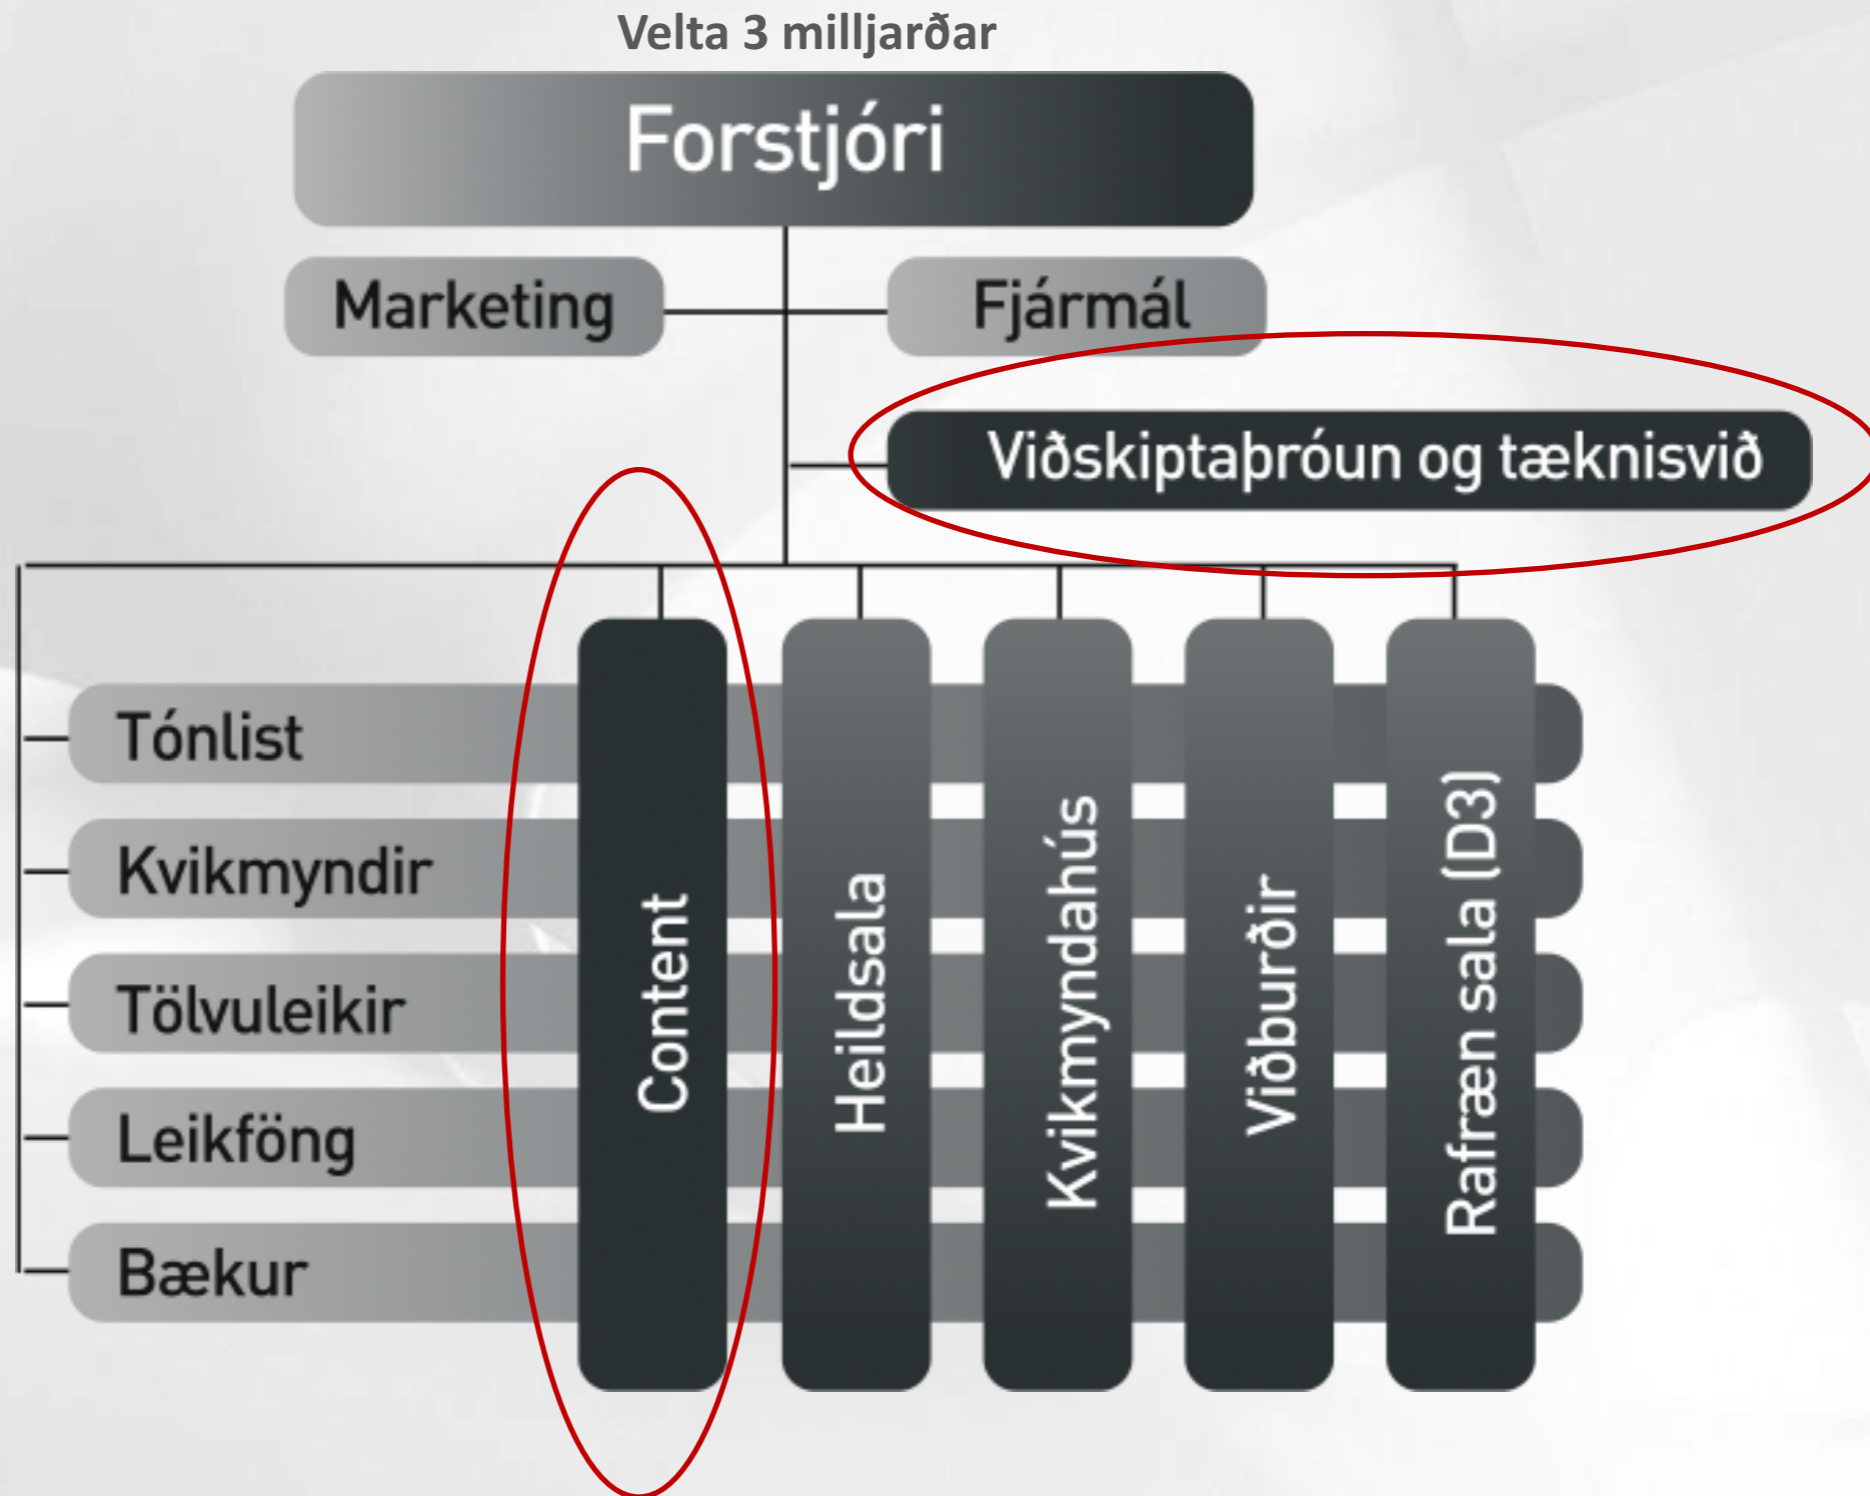 Velta 3 milljarðar
Forstjóri
Marketing
Fjármál
Viðskiptaþróun og tæknisvið
Tónlist
Kvikmyndir
Tölvuleikir
Leikföng
Bækur
Content
Heildsala
Kvikmyndahús
Viðburðir
Rafræn sala (D3)